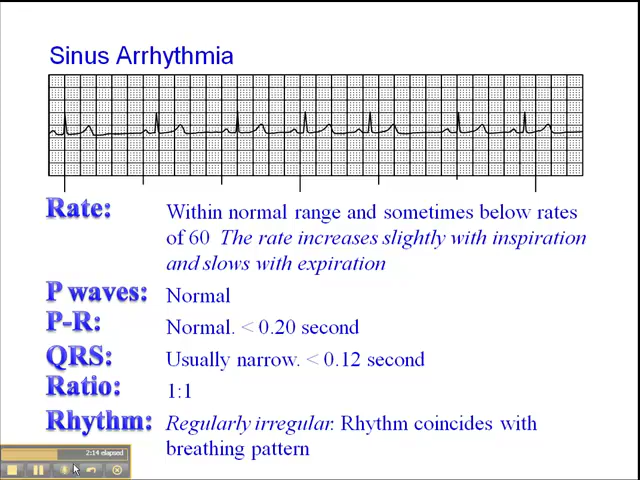 Sinus Arrhythmia
Rate: Within normal range and sometimes below rates
of 60 The rate increases slightly with inspiration
and slows with expiration
P waves: Normal
P-R: Normal. < 0.20 second
QRS: Usually narrow. < 0.12 second
Ratio: 1:1
Rhythm: Regularly irregular: Rhythm coincides with
breathing pattern
2:14 elapsed